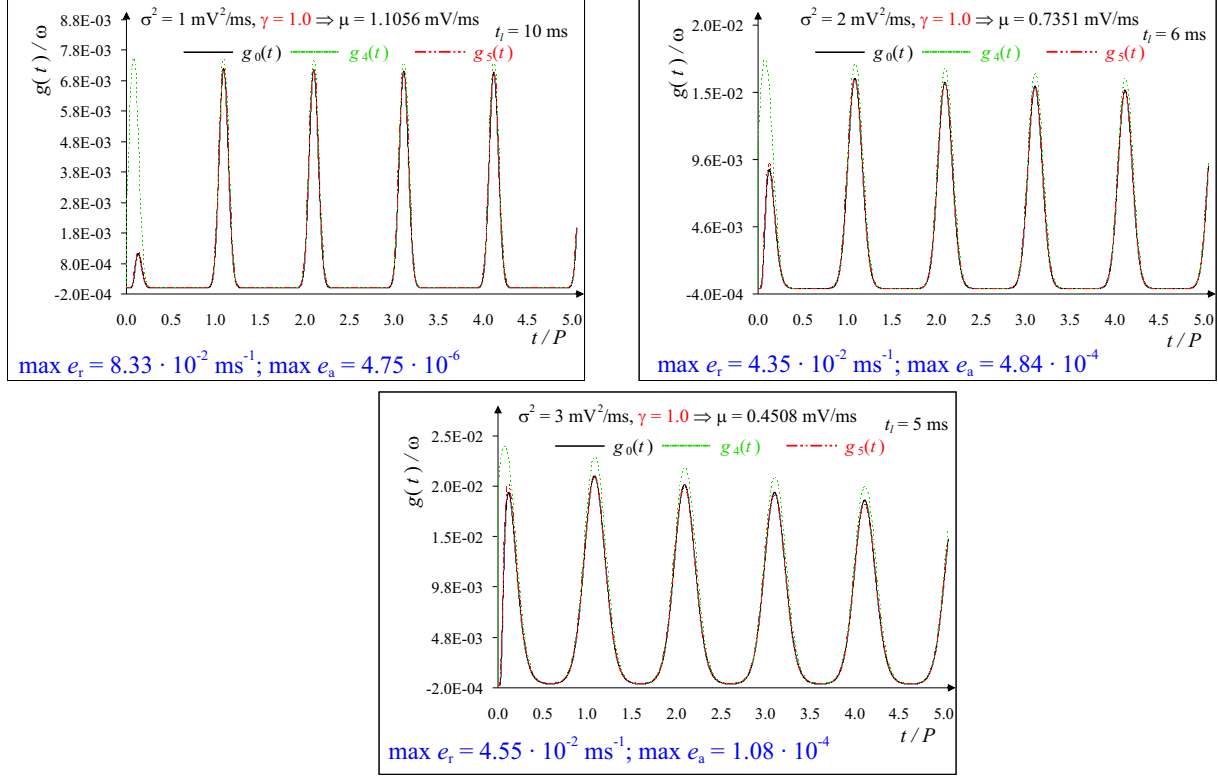 σ² = 1 mV²/ms, γ = 1.0 ⇒ μ = 1.1056 mV/ms
t_l = 10 ms
g₀(t) g₄(t) g₅(t)
g(t) / ω
8.8E-03
7.8E-03
6.8E-03
5.8E-03
4.8E-03
3.8E-03
2.8E-03
1.8E-03
8.0E-04
-2.0E-04
0.0 0.5 1.0 1.5 2.0 2.5 3.0 3.5 4.0 4.5 5.0
t / P
max e_r = 8.33 · 10⁻² ms⁻¹; max e_a = 4.75 · 10⁻⁶
σ² = 2 mV²/ms, γ = 1.0 ⇒ μ = 0.7351 mV/ms
t_l = 6 ms
g₀(t) g₄(t) g₅(t)
g(t) / ω
2.0E-02
1.5E-02
9.6E-03
4.6E-03
-4.0E-04
0.0 0.5 1.0 1.5 2.0 2.5 3.0 3.5 4.0 4.5 5.0
t / P
max e_r = 4.35 · 10⁻² ms⁻¹; max e_a = 4.84 · 10⁻⁴
σ² = 3 mV²/ms, γ = 1.0 ⇒ μ = 0.4508 mV/ms
t_l = 5 ms
g₀(t) g₄(t) g₅(t)
g(t) / ω
2.5E-02
2.0E-02
1.5E-02
9.8E-03
4.8E-03
-2.0E-04
0.0 0.5 1.0 1.5 2.0 2.5 3.0 3.5 4.0 4.5 5.0
t / P
max e_r = 4.55 · 10⁻² ms⁻¹; max e_a = 1.08 · 10⁻⁴